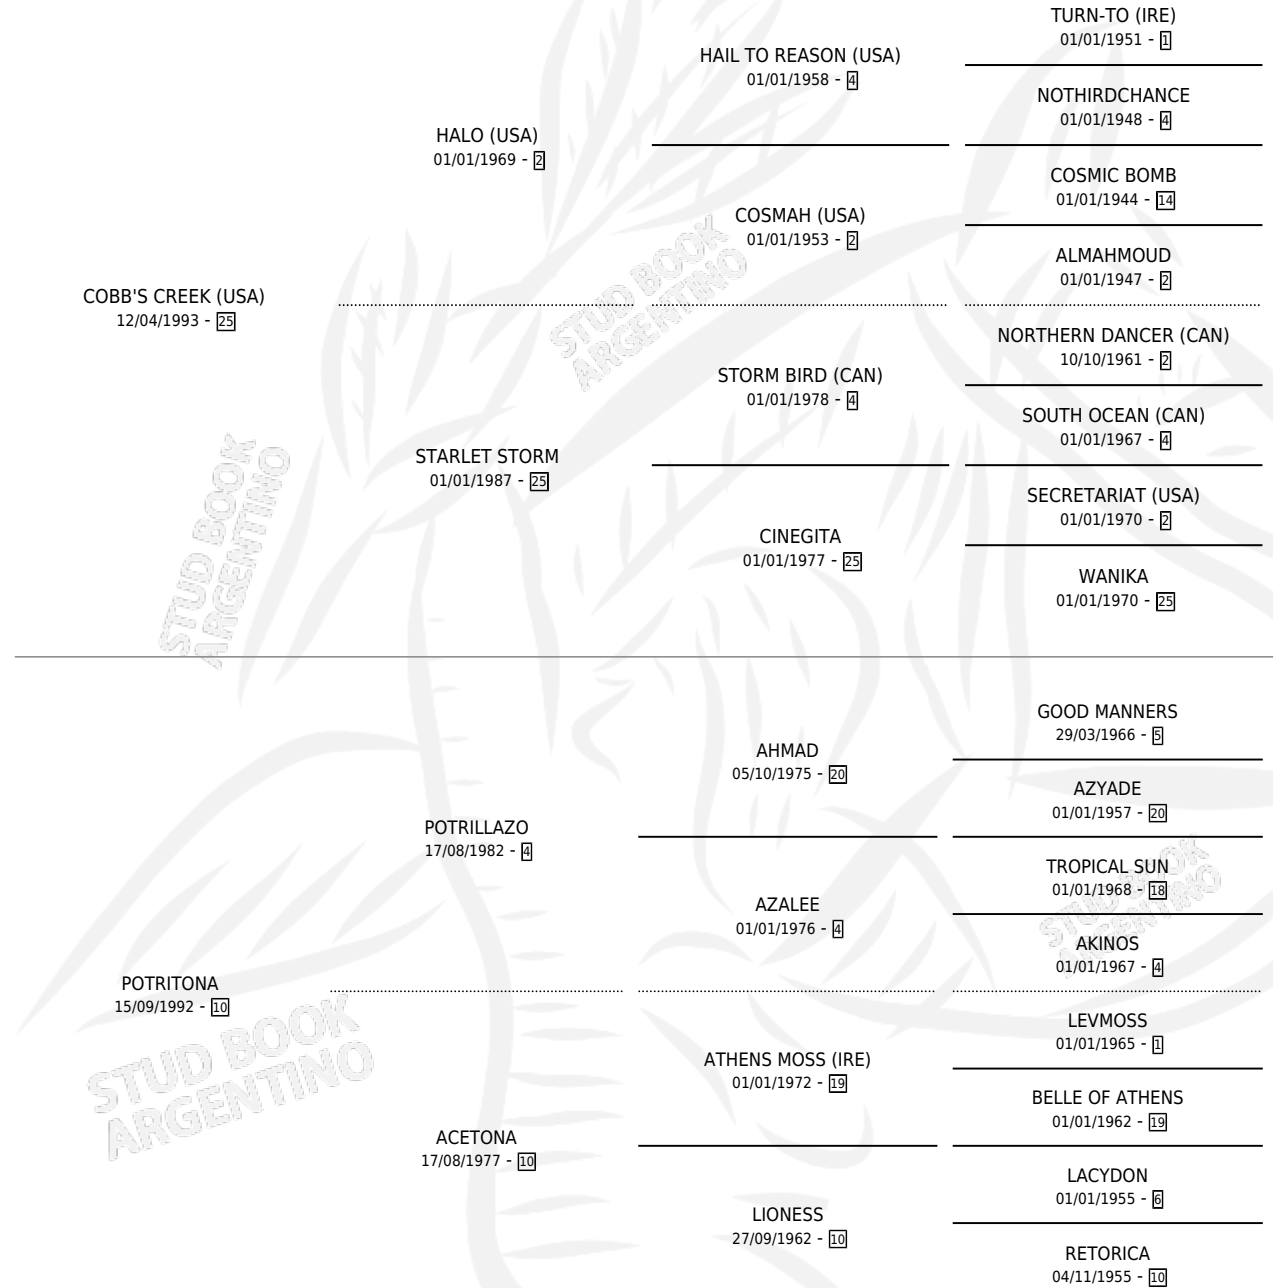 TURN-TO (IRE)
01/01/1951 - 1
HAIL TO REASON (USA)
01/01/1958 - 4
NOTHIRDCHANCE
01/01/1948 - 4
HALO (USA)
01/01/1969 - 2
COSMIC BOMB
01/01/1944 - 14
COSMAH (USA)
01/01/1953 - 2
ALMAHMOUD
01/01/1947 - 2
COBB'S CREEK (USA)
12/04/1993 - 25
NORTHERN DANCER (CAN)
10/10/1961 - 2
STORM BIRD (CAN)
01/01/1978 - 4
SOUTH OCEAN (CAN)
01/01/1967 - 4
STARLET STORM
01/01/1987 - 25
SECRETARIAT (USA)
01/01/1970 - 2
CINEGITA
01/01/1977 - 25
WANIKA
01/01/1970 - 25
GOOD MANNERS
29/03/1966 - 5
AHMAD
05/10/1975 - 20
AZYADE
01/01/1957 - 20
POTRILLAZO
17/08/1982 - 4
TROPICAL SUN
01/01/1968 - 18
AZALEE
01/01/1976 - 4
AKINOS
01/01/1967 - 4
POTRITONA
15/09/1992 - 10
LEVMOSS
01/01/1965 - 1
ATHENS MOSS (IRE)
01/01/1972 - 19
BELLE OF ATHENS
01/01/1962 - 19
ACETONA
17/08/1977 - 10
LACYDON
01/01/1955 - 6
LIONESS
27/09/1962 - 10
RETORICA
04/11/1955 - 10
STUD BOOK
ARGENTINO
STUD BOOK
ARGENTINO
STUD BOOK
ARGENTINO
STUD BOOK
ARGENTINO